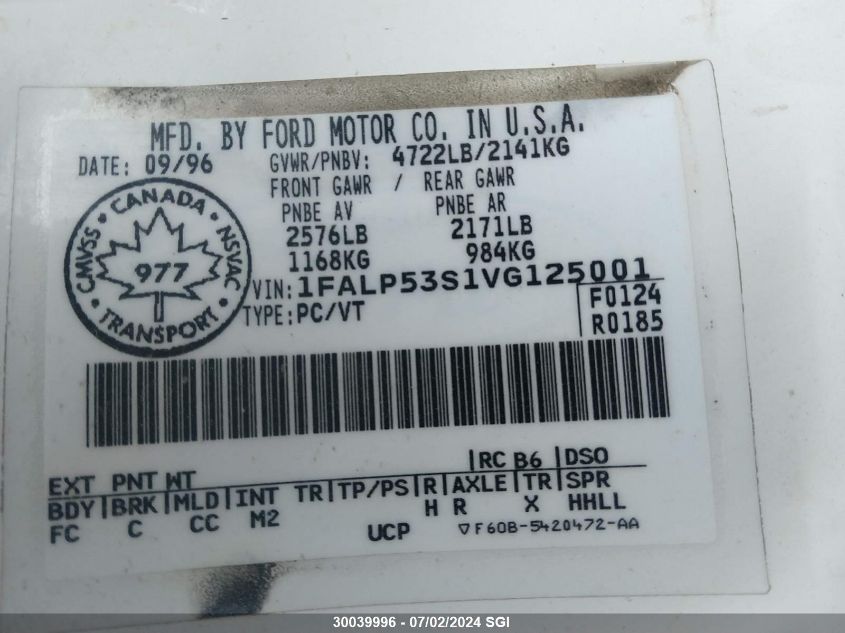 MFD. BY FORD MOTOR CO. IN U.S.A.
DATE: 09/96 GVWR/PNBV: 4722LB/2141KG
FRONT GAWR / REAR GAWR
PNBE AV PNBE AR
2576LB 2171LB
1168KG 984KG
CMVSS • CANADA • NSVAC • TRANSPORT •
977
VIN: 1FALP53S1VG125001
TYPE: PC/VT
F0124
R0185
EXT PNT WT RC B6 DSO
BDY BRK MLD INT TR TP/PS R AXLE TR SPR
FC C CC M2 H R X HHLL
UCP F60B-5420472-AA
30039996 - 07/02/2024 SGI